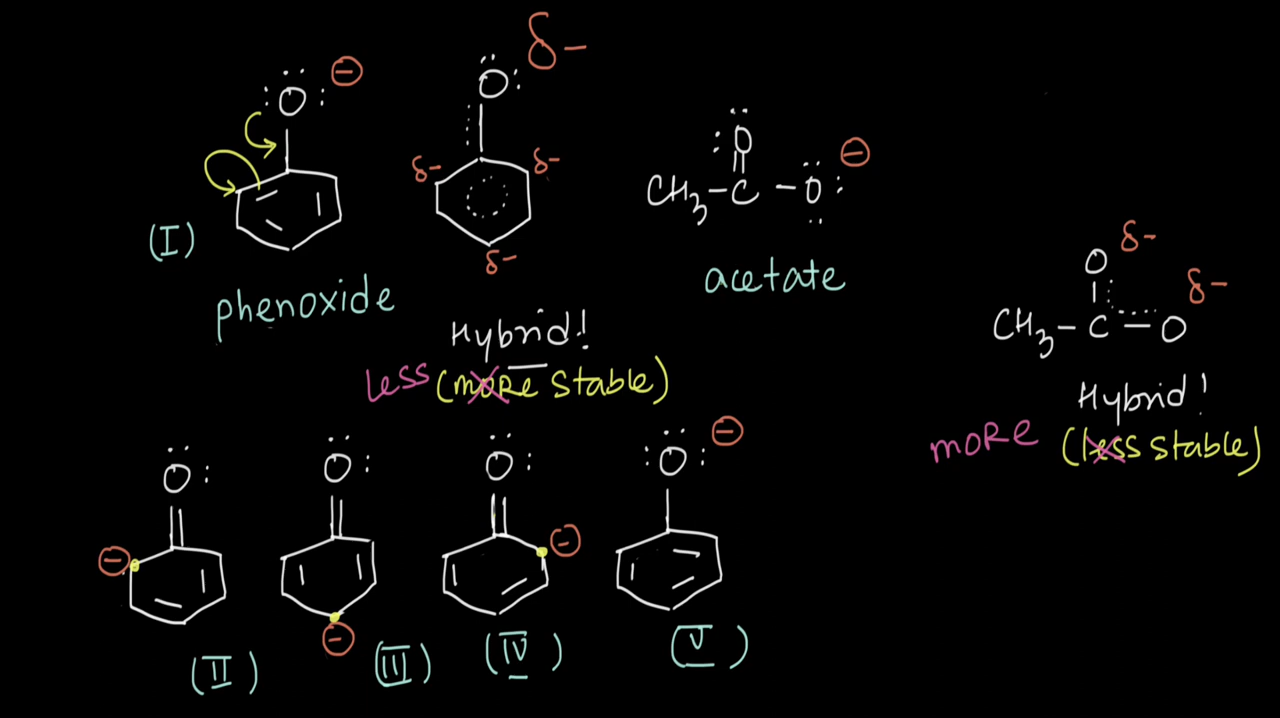 :Ö: ⊖
(I)
phenoxide
Ö: δ-
δ-
δ-
δ-
Hybrid!
less (more stable)
:Ö
CH3-C-Ö: ⊖
acetate
O δ-
CH3-C-O δ-
Hybrid!
more (less stable)
Ö:
⊖
(II)
Ö:
⊖
(III)
Ö:
⊖
(IV)
:Ö: ⊖
(V)